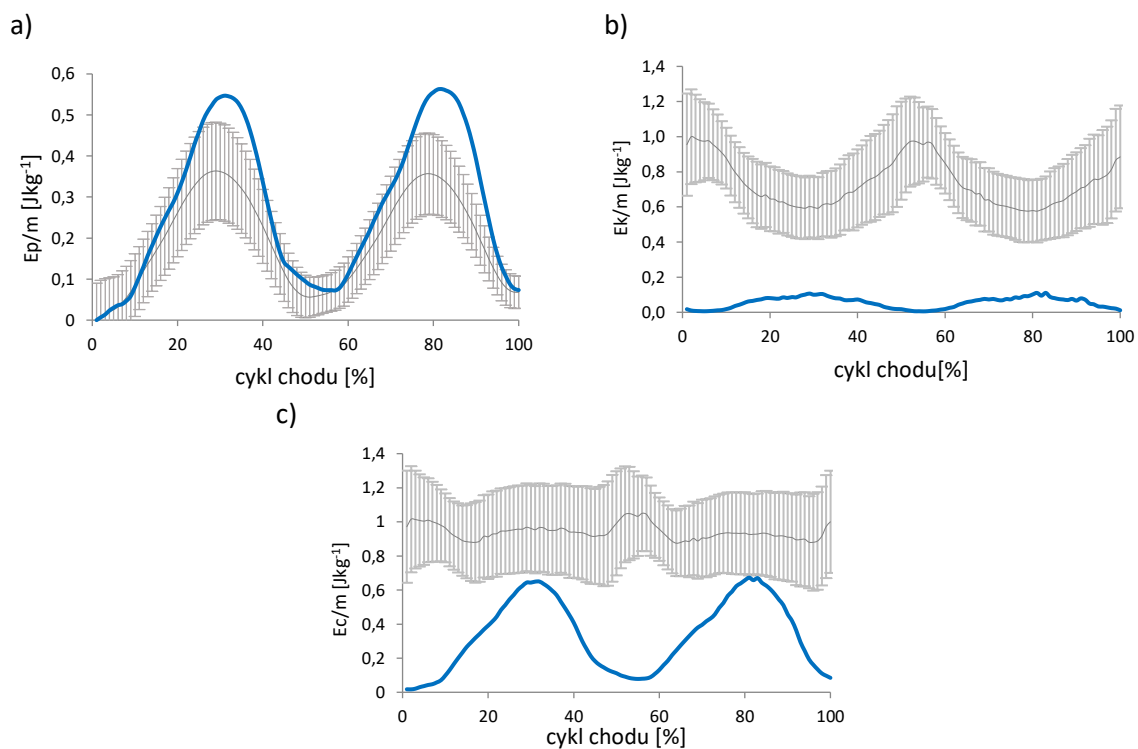 a)
0,6
0,5
0,4
0,3
0,2
0,1
0
Ep/m [Jkg⁻¹]
0 20 40 60 80 100
cykl chodu [%]
b)
1,4
1,2
1,0
0,8
0,6
0,4
0,2
0,0
Ek/m [Jkg⁻¹]
0 20 40 60 80 100
cykl chodu[%]
c)
1,4
1,2
1
0,8
0,6
0,4
0,2
0
Ec/m [Jkg⁻¹]
0 20 40 60 80 100
cykl chodu [%]